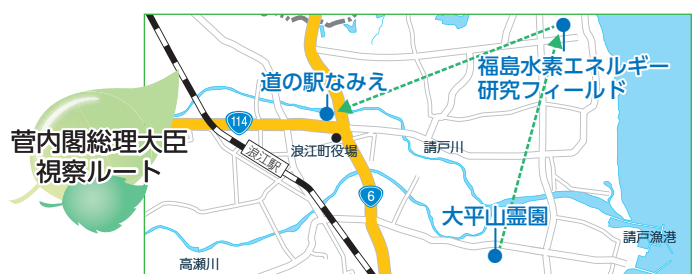 菅内閣総理大臣
視察ルート
道の駅なみえ
福島水素エネルギー
研究フィールド
114
浪江町役場
請戸川
浪江駅
6
大平山霊園
請戸漁港
高瀬川